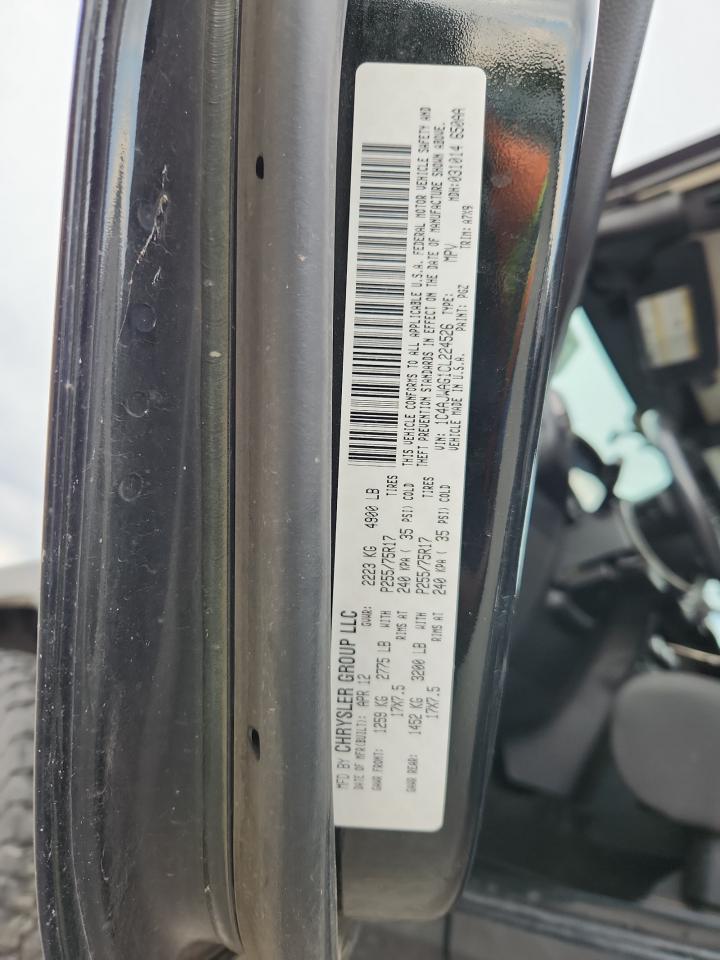 MFD BY CHRYSLER GROUP LLC
DATE OF MFR(BUILT): APR 12 GVWR: 2223 KG 4900 LB
GAWR FRONT: 1259 KG 2775 LB WITH P255/75R17 TIRES
17X7.5 RIMS AT 240 KPA ( 35 PSI) COLD
GAWR REAR: 1452 KG 3200 LB WITH P255/75R17 TIRES
17X7.5 RIMS AT 240 KPA ( 35 PSI) COLD
THIS VEHICLE CONFORMS TO ALL APPLICABLE U.S.A. FEDERAL MOTOR VEHICLE SAFETY AND
THEFT PREVENTION STANDARDS IN EFFECT ON THE DATE OF MANUFACTURE SHOWN ABOVE.
VIN: 1C4AJWAG1CL224526 TYPE: MPV MDH:031014 650AA
VEHICLE MADE IN U.S.A. PAINT: PGZ TRIM: A7X9